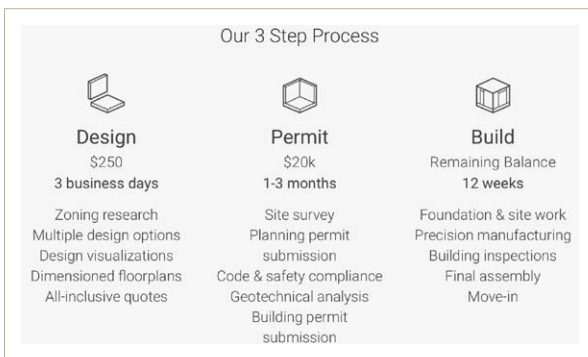 Our 3 Step Process
Design
$250
3 business days
Zoning research
Multiple design options
Design visualizations
Dimensioned floorplans
All-inclusive quotes
Permit
$20k
1-3 months
Site survey
Planning permit
submission
Code & safety compliance
Geotechnical analysis
Building permit
submission
Build
Remaining Balance
12 weeks
Foundation & site work
Precision manufacturing
Building inspections
Final assembly
Move-in